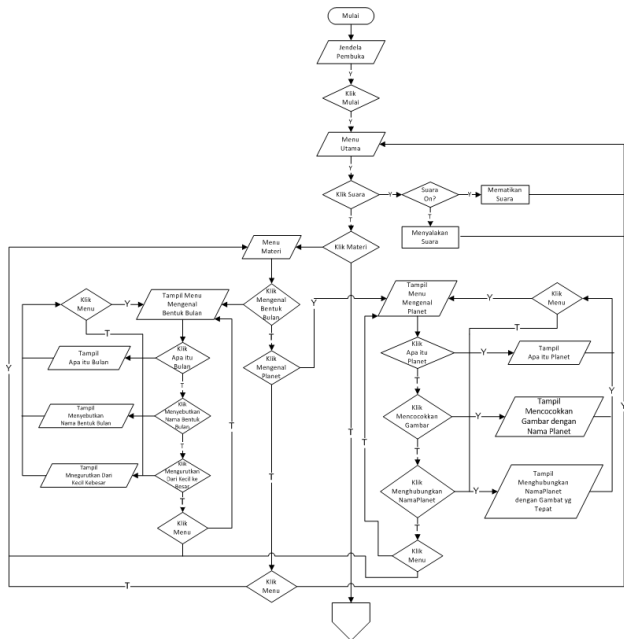 Mulai
Jendela
Pembuka
Y
Klik
Mulai
Y
Menu
Utama
Y
Klik Suara
Y
Suara
On?
Y
Mematikan
Suara
T
T
Menyalakan
Suara
Menu
Materi
Klik Materi
Klik
Menu
Y
Tampil Menu
Mengenal
Bentuk Bulan
Klik
Mengenal
Bentuk
Bulan
Y
Tampil
Menu
Mengenal
Planet
Y
Klik
Menu
T
T
T
Klik
Apa itu
Bulan
Tampil
Apa itu Bulan
Klik
Mengenal
Planet
Klik
Apa itu
Planet
Y
Tampil
Apa itu Planet
Y
Y
T
T
Tampil
Menyebutkan
Nama Bentuk Bulan
Klik
Menyebutkan
Nama Bentuk
Bulan
T
T
T
Klik
Mencocokkan
Gambar
Y
Tampil
Mencocokkan
Gambar dengan
Nama Planet
Y
T
T
T
Tampil
Mnegurutkan Dari
Kecil Kebesar
Klik
Mengurutkan
Dari Kecil ke
Besar
T
Klik
Menghubungkan
NamaPlanet
Y
Tampil
Menghubungkan
NamaPlanet
dengan Gambat yg
Tepat
T
Klik
Menu
T
Klik
Menu
T
Klik
Menu
Y